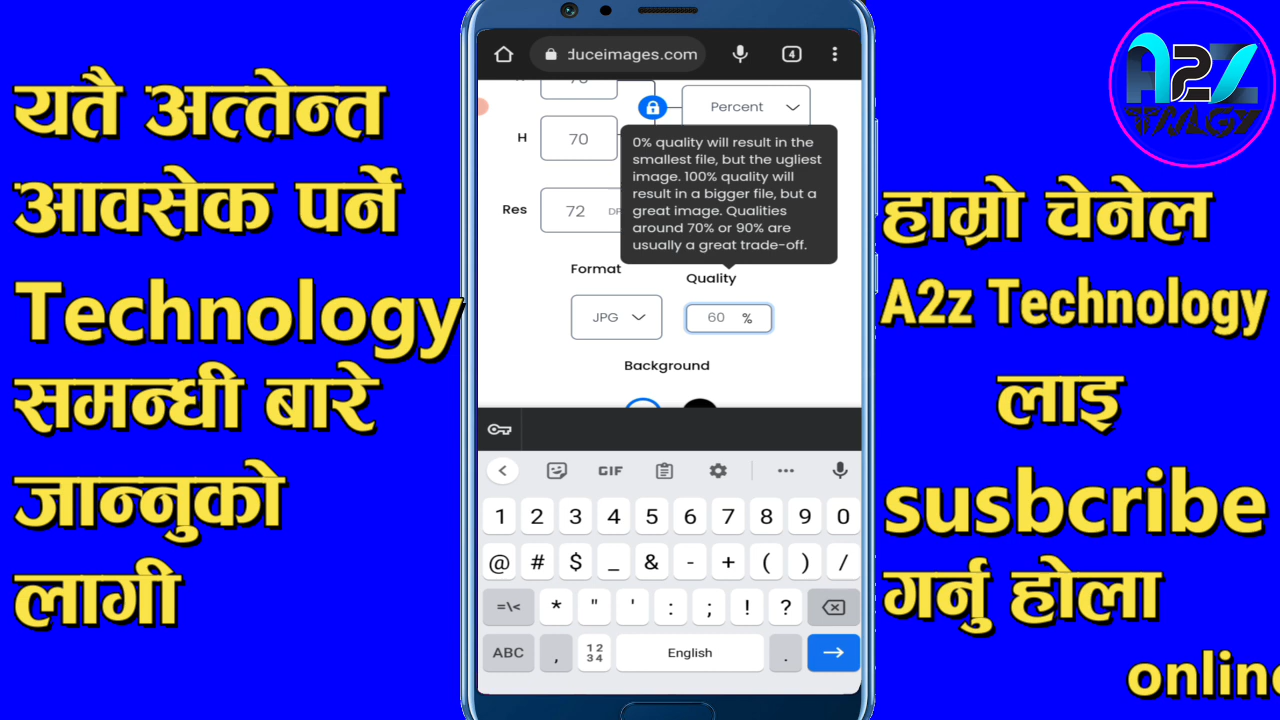 यतै अत्तेन्त
आवसेक पर्ने
Technology
समन्धी बारे
जान्नुको
लागी
duceimages.com
4
Percent
H
70
Res
72
0% quality will result in the
smallest file, but the ugliest
image. 100% quality will
result in a bigger file, but a
great image. Qualities
around 70% or 90% are
usually a great trade-off.
Format
Quality
JPG
60 %
Background
GIF
1 2 3 4 5 6 7 8 9 0
@ # $ _ & - + ( ) /
=\< * " ' : ; ! ?
ABC , 1234 English .
A2Z
TMGY
हाम्रो चेनेल
A2z Technology
लाइ
susbcribe
गर्नु होला
online